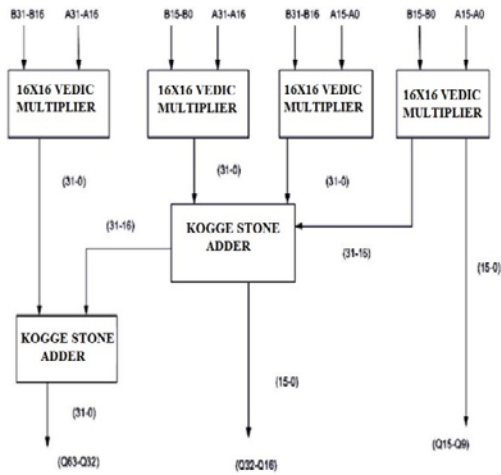 B31-B16 A31-A16 B15-B0 A31-A16 B31-B16 A15-A0 B15-B0 A15-A0
16X16 VEDIC
MULTIPLIER
16X16 VEDIC
MULTIPLIER
16X16 VEDIC
MULTIPLIER
16X16 VEDIC
MULTIPLIER
(31-0)
(31-0)
(31-0)
KOGGE STONE
ADDER
(31-16)
(31-15)
(15-0)
KOGGE STONE
ADDER
(31-0)
(15-0)
(Q63-Q32)
(Q32-Q16)
(Q15-Q9)